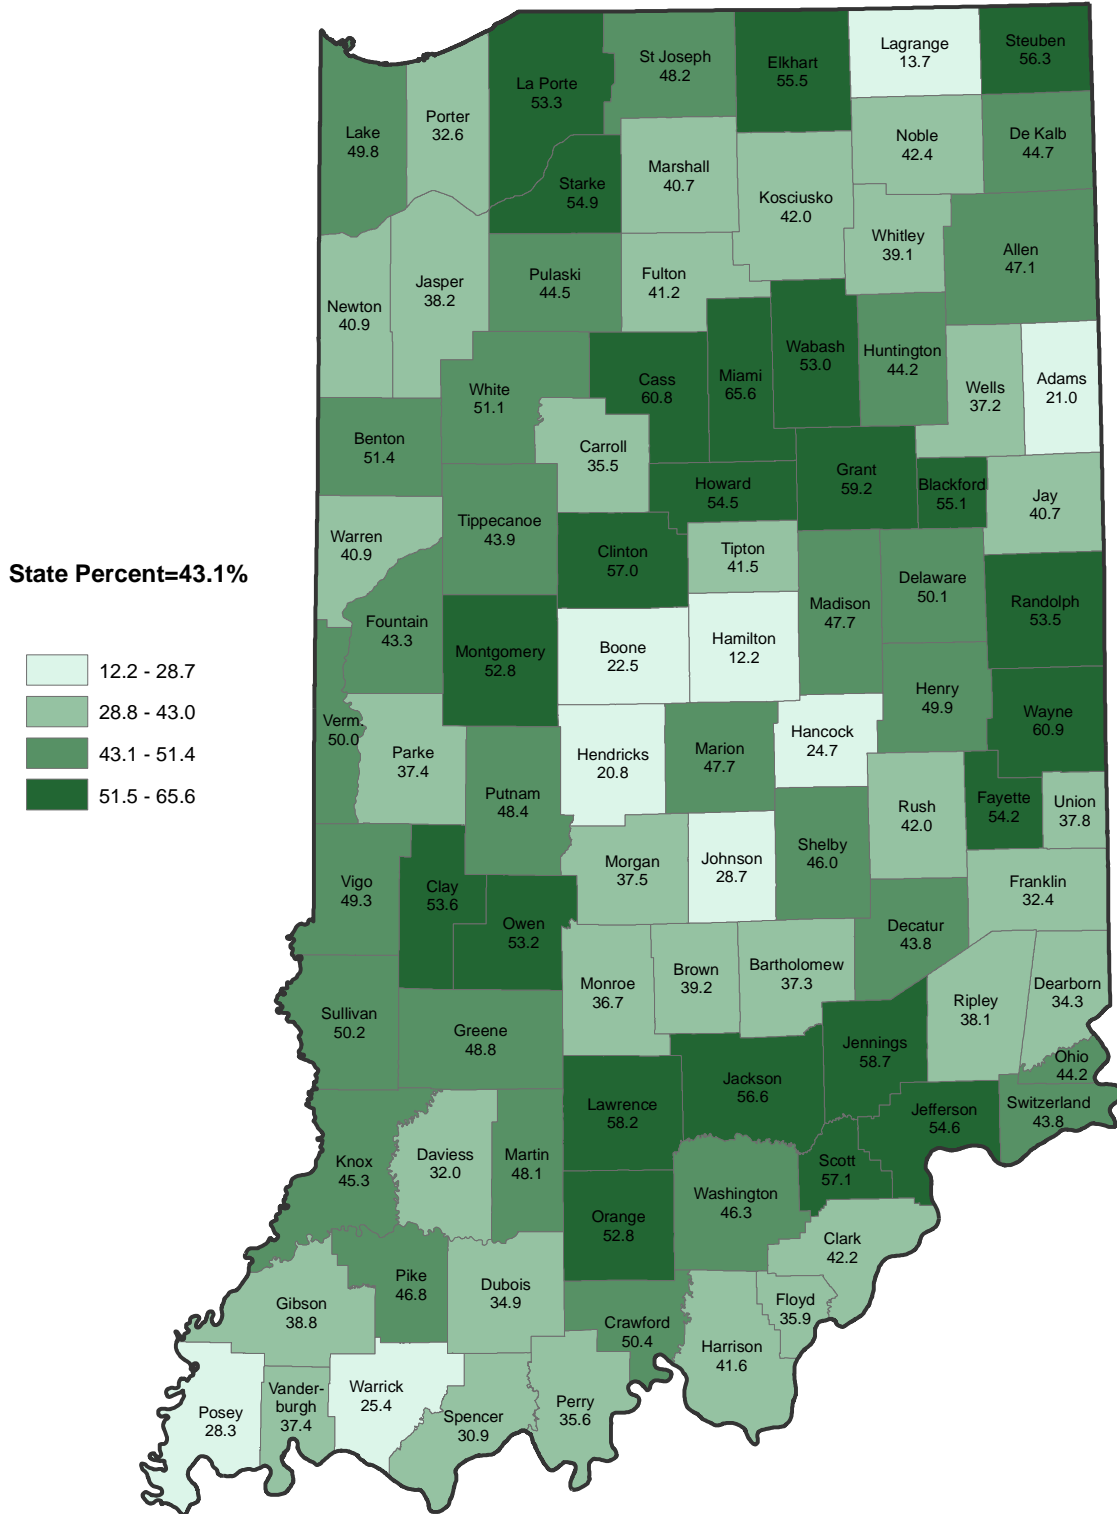 Lagrange
13.7
Steuben
56.3
St Joseph
48.2
Elkhart
55.5
La Porte
53.3
Porter
32.6
Lake
49.8
Noble
42.4
De Kalb
44.7
Marshall
40.7
Starke
54.9
Kosciusko
42.0
Whitley
39.1
Allen
47.1
Pulaski
44.5
Fulton
41.2
Jasper
38.2
Newton
40.9
Wabash
53.0
Huntington
44.2
Miami
65.6
Cass
60.8
White
51.1
Wells
37.2
Adams
21.0
Benton
51.4
Carroll
35.5
Grant
59.2
Howard
54.5
Blackford
55.1
Jay
40.7
Tippecanoe
43.9
Warren
40.9
Clinton
57.0
Tipton
41.5
State Percent=43.1%
Delaware
50.1
Randolph
53.5
Madison
47.7
Fountain
43.3
Montgomery
52.8
Boone
22.5
Hamilton
12.2
12.2 - 28.7
28.8 - 43.0
43.1 - 51.4
51.5 - 65.6
Henry
49.9
Wayne
60.9
Verm.
50.0
Parke
37.4
Hendricks
20.8
Marion
47.7
Hancock
24.7
Putnam
48.4
Rush
42.0
Fayette
54.2
Union
37.8
Shelby
46.0
Morgan
37.5
Johnson
28.7
Vigo
49.3
Clay
53.6
Franklin
32.4
Owen
53.2
Decatur
43.8
Monroe
36.7
Brown
39.2
Bartholomew
37.3
Dearborn
34.3
Ripley
38.1
Sullivan
50.2
Greene
48.8
Jennings
58.7
Ohio
44.2
Jackson
56.6
Lawrence
58.2
Jefferson
54.6
Switzerland
43.8
Daviess
32.0
Martin
48.1
Knox
45.3
Scott
57.1
Washington
46.3
Orange
52.8
Clark
42.2
Pike
46.8
Dubois
34.9
Gibson
38.8
Floyd
35.9
Crawford
50.4
Harrison
41.6
Warrick
25.4
Vander-
burgh
37.4
Posey
28.3
Spencer
30.9
Perry
35.6